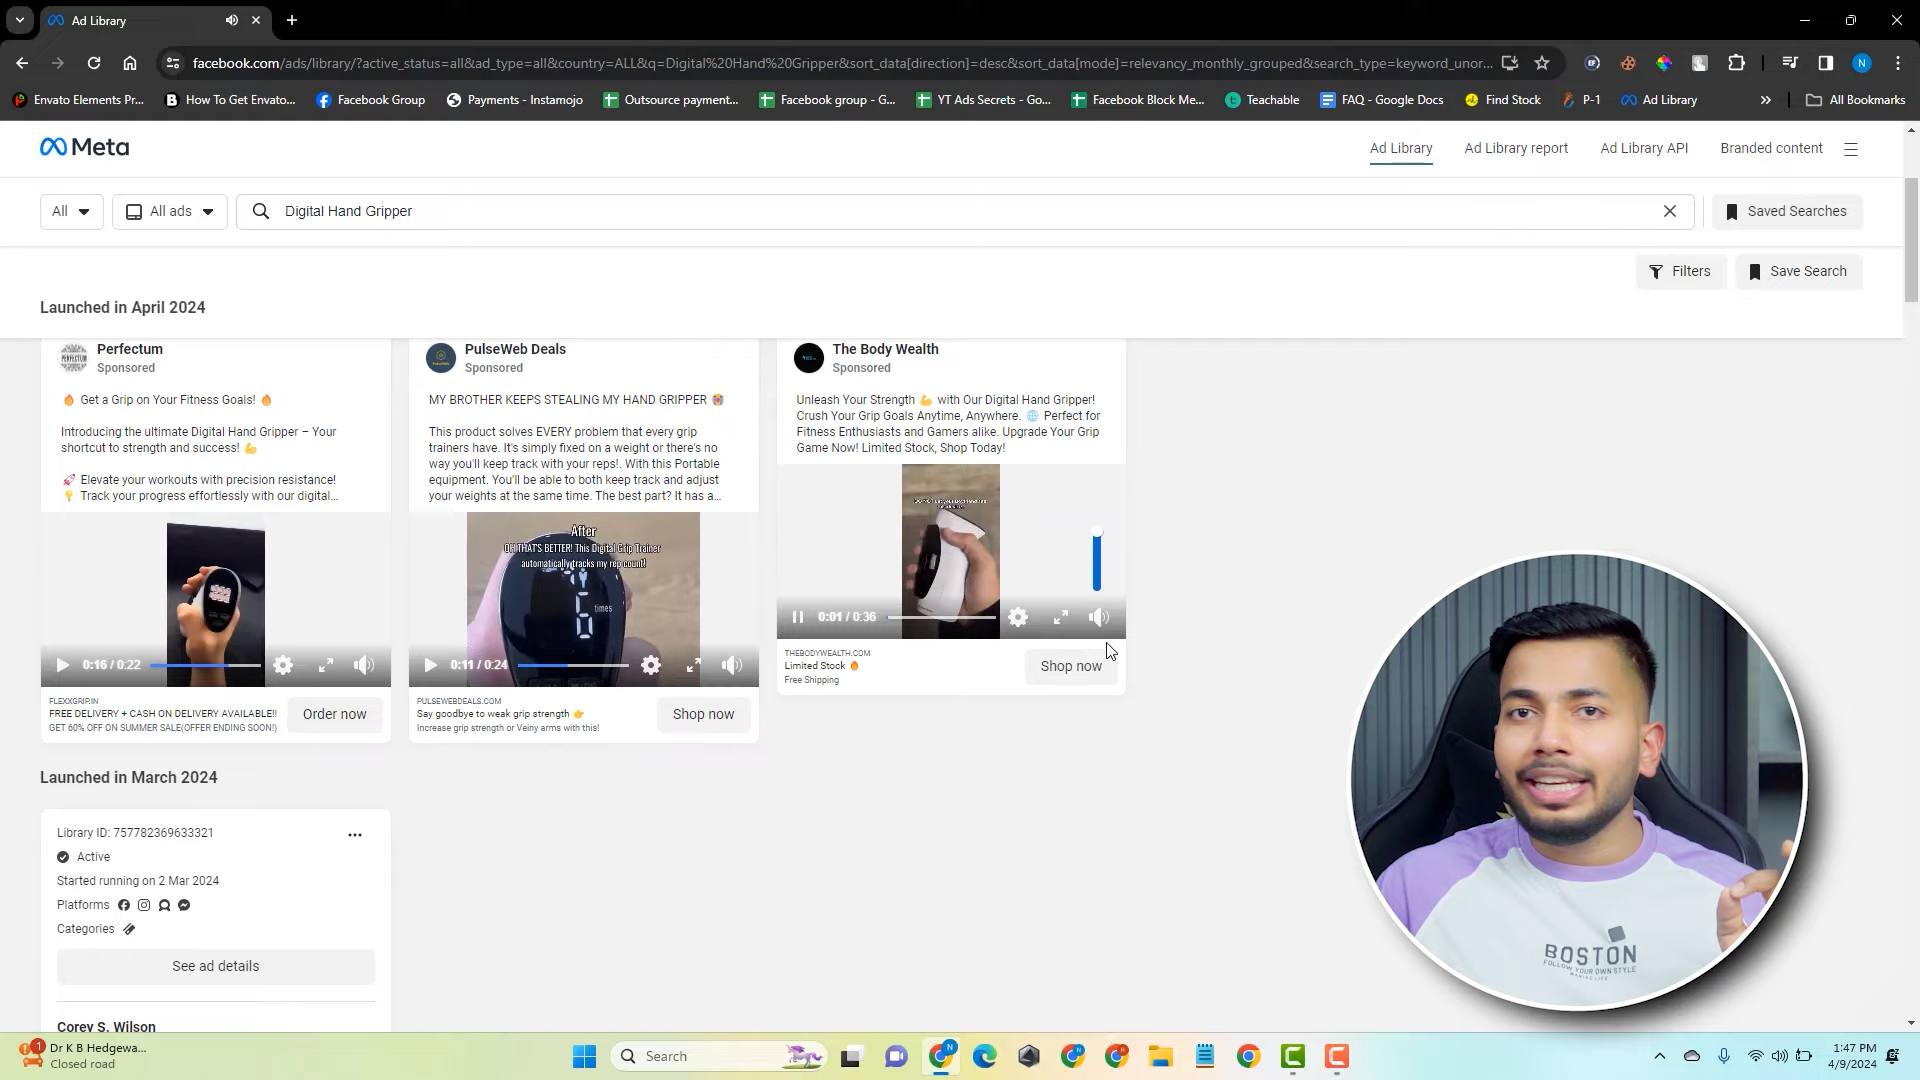 Ad Library
facebook.com/ads/library/?active_status=all&ad_type=all&country=ALL&q=Digital%20Hand%20Gripper&sort_data[direction]=desc&sort_data[mode]=relevancy_monthly_grouped&search_type=keyword_unor...
N
Envato Elements Pr...
How To Get Envato...
Facebook Group
Payments - Instamojo
Outsource payment...
Facebook group - G...
YT Ads Secrets - Go...
Facebook Block Me...
Teachable
FAQ - Google Docs
Find Stock
P-1
Ad Library
All Bookmarks
Meta
Ad Library
Ad Library report
Ad Library API
Branded content
All
All ads
Digital Hand Gripper
Saved Searches
Filters
Save Search
Launched in April 2024
PERFECTUM
Perfectum
Sponsored
🔥 Get a Grip on Your Fitness Goals! 🔥
Introducing the ultimate Digital Hand Gripper – Your
shortcut to strength and success! 💪
🚀 Elevate your workouts with precision resistance!
💡 Track your progress effortlessly with our digital...
0:16 / 0:22
FLEXXGRIP.IN
FREE DELIVERY + CASH ON DELIVERY AVAILABLE!!
GET 60% OFF ON SUMMER SALE(OFFER ENDING SOON!)
Order now
PulseWeb Deals
Sponsored
MY BROTHER KEEPS STEALING MY HAND GRIPPER 😭
This product solves EVERY problem that every grip
trainers have. It's simply fixed on a weight or there's no
way you'll keep track with your reps!. With this Portable
equipment. You'll be able to both keep track and adjust
your weights at the same time. The best part? It has a...
After
OH THAT'S BETTER! This Digital Grip Trainer
automatically tracks my rep count!
6 times
0:11 / 0:24
PULSEWEBDEALS.COM
Say goodbye to weak grip strength 👉
Increase grip strength or Veiny arms with this!
Shop now
The Body Wealth
Sponsored
Unleash Your Strength 💪 with Our Digital Hand Gripper!
Crush Your Grip Goals Anytime, Anywhere. 🌐 Perfect for
Fitness Enthusiasts and Gamers alike. Upgrade Your Grip
Game Now! Limited Stock, Shop Today!
0:01 / 0:36
THEBODYWEALTH.COM
Limited Stock 🔥
Free Shipping
Shop now
Launched in March 2024
Library ID: 757782369633321
Active
Started running on 2 Mar 2024
Platforms
Categories
See ad details
Corey S. Wilson
BOSTON
FOLLOW YOUR OWN STYLE
1
Dr K B Hedgewa...
Closed road
Search
1:47 PM
4/9/2024